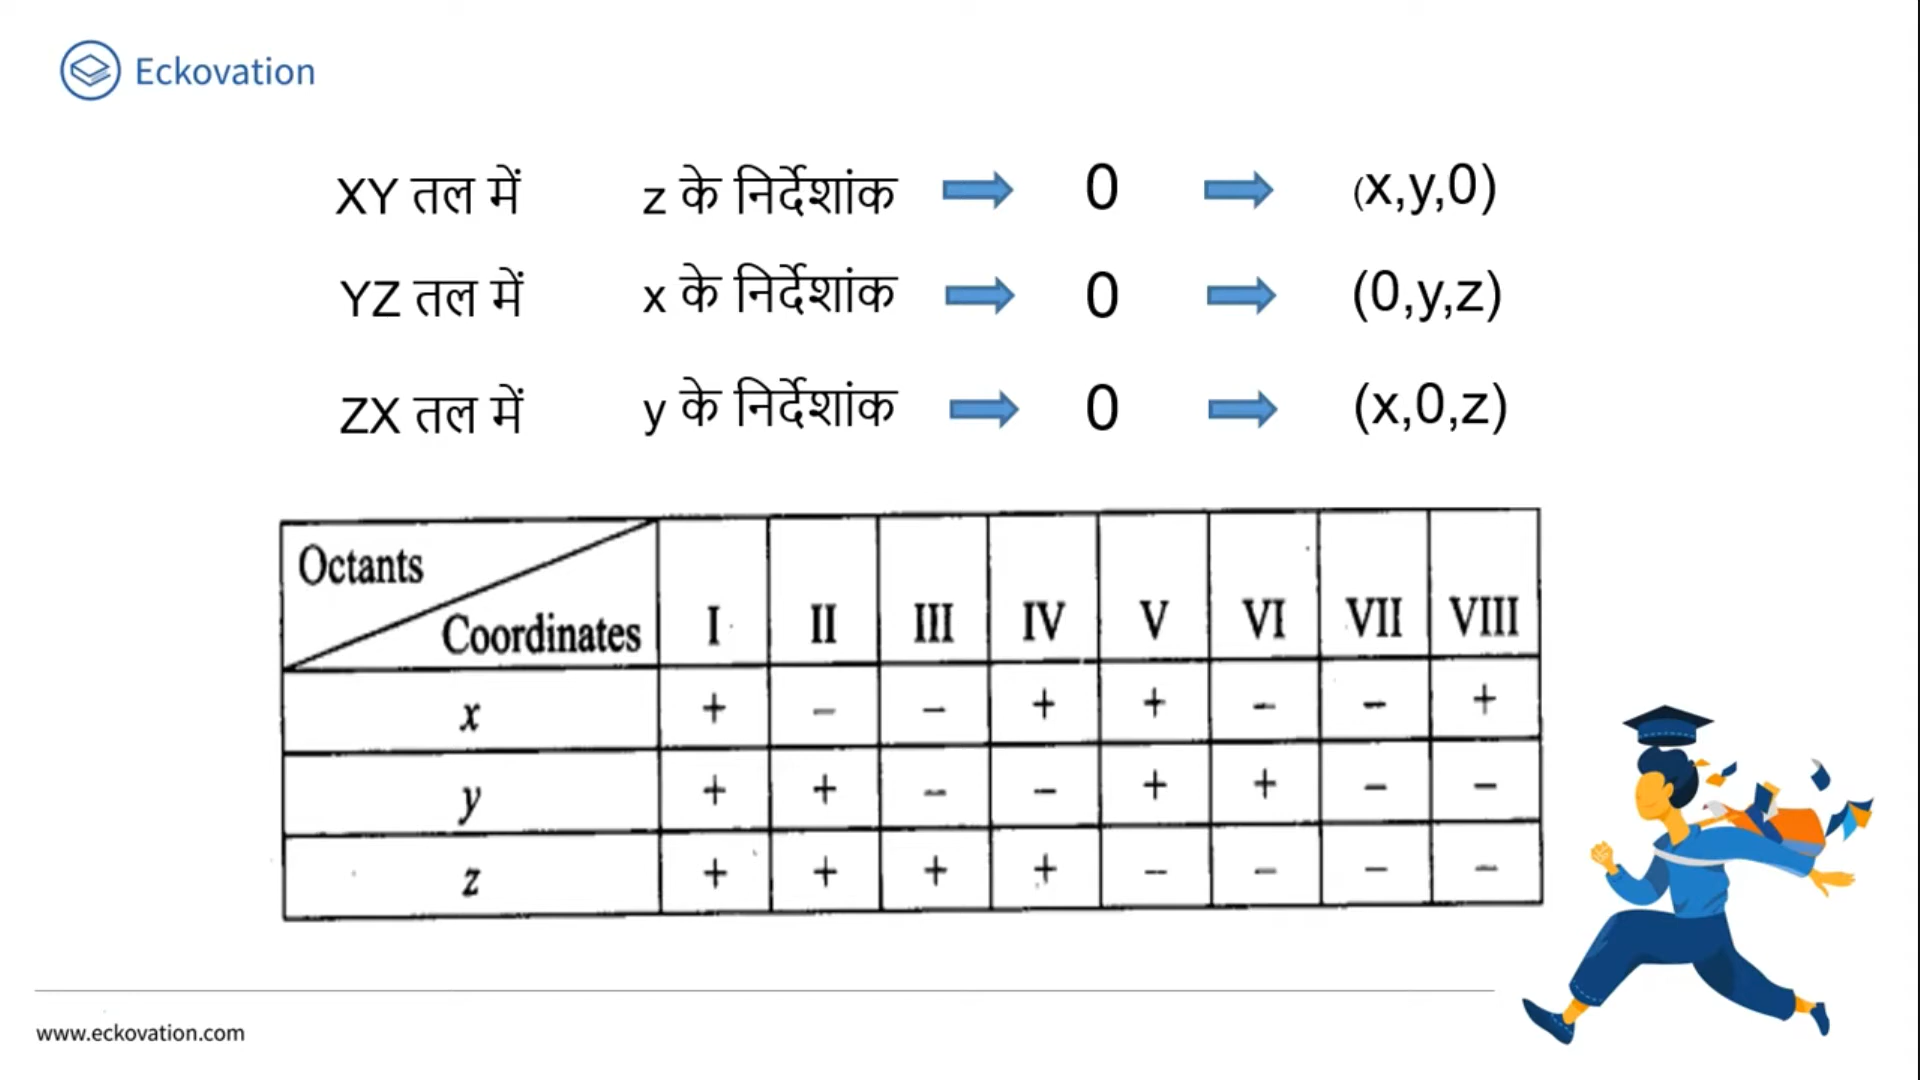 Eckovation
XY तल में z के निर्देशांक 0 (x,y,0)
YZ तल में x के निर्देशांक 0 (0,y,z)
ZX तल में y के निर्देशांक 0 (x,0,z)
Octants
Coordinates I II III IV V VI VII VIII
x + – – + + – – +
y + + – – + + – –
z + + + + – – – –
www.eckovation.com